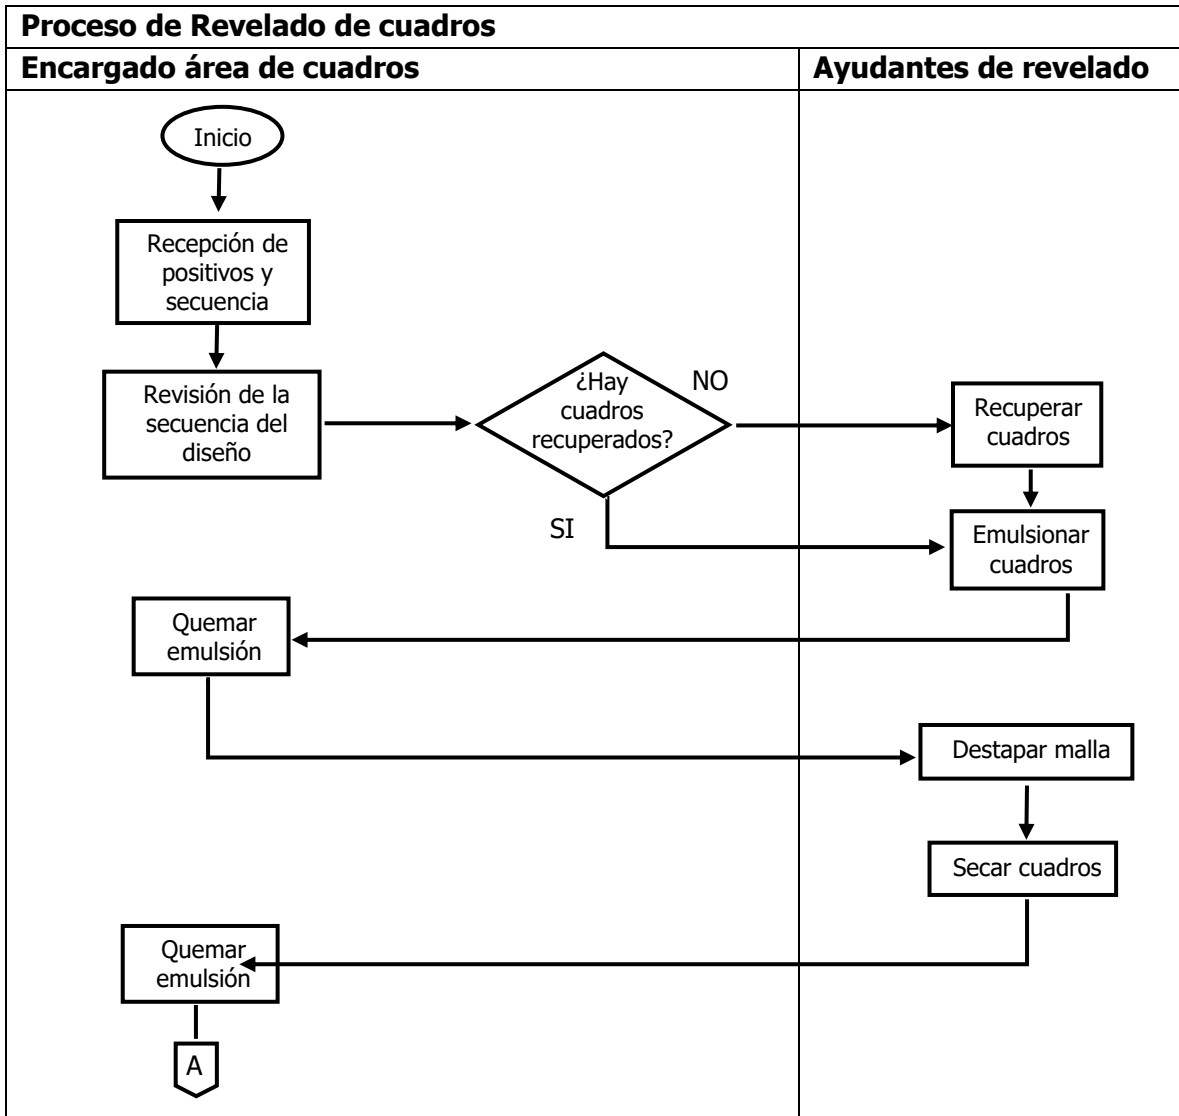 Proceso de Revelado de cuadros
Encargado área de cuadros
Ayudantes de revelado
Inicio
Recepción de
positivos y
secuencia
Revisión de la
secuencia del
diseño
¿Hay
cuadros
recuperados?
NO
Recuperar
cuadros
SI
Emulsionar
cuadros
Quemar
emulsión
Destapar malla
Secar cuadros
Quemar
emulsión
A